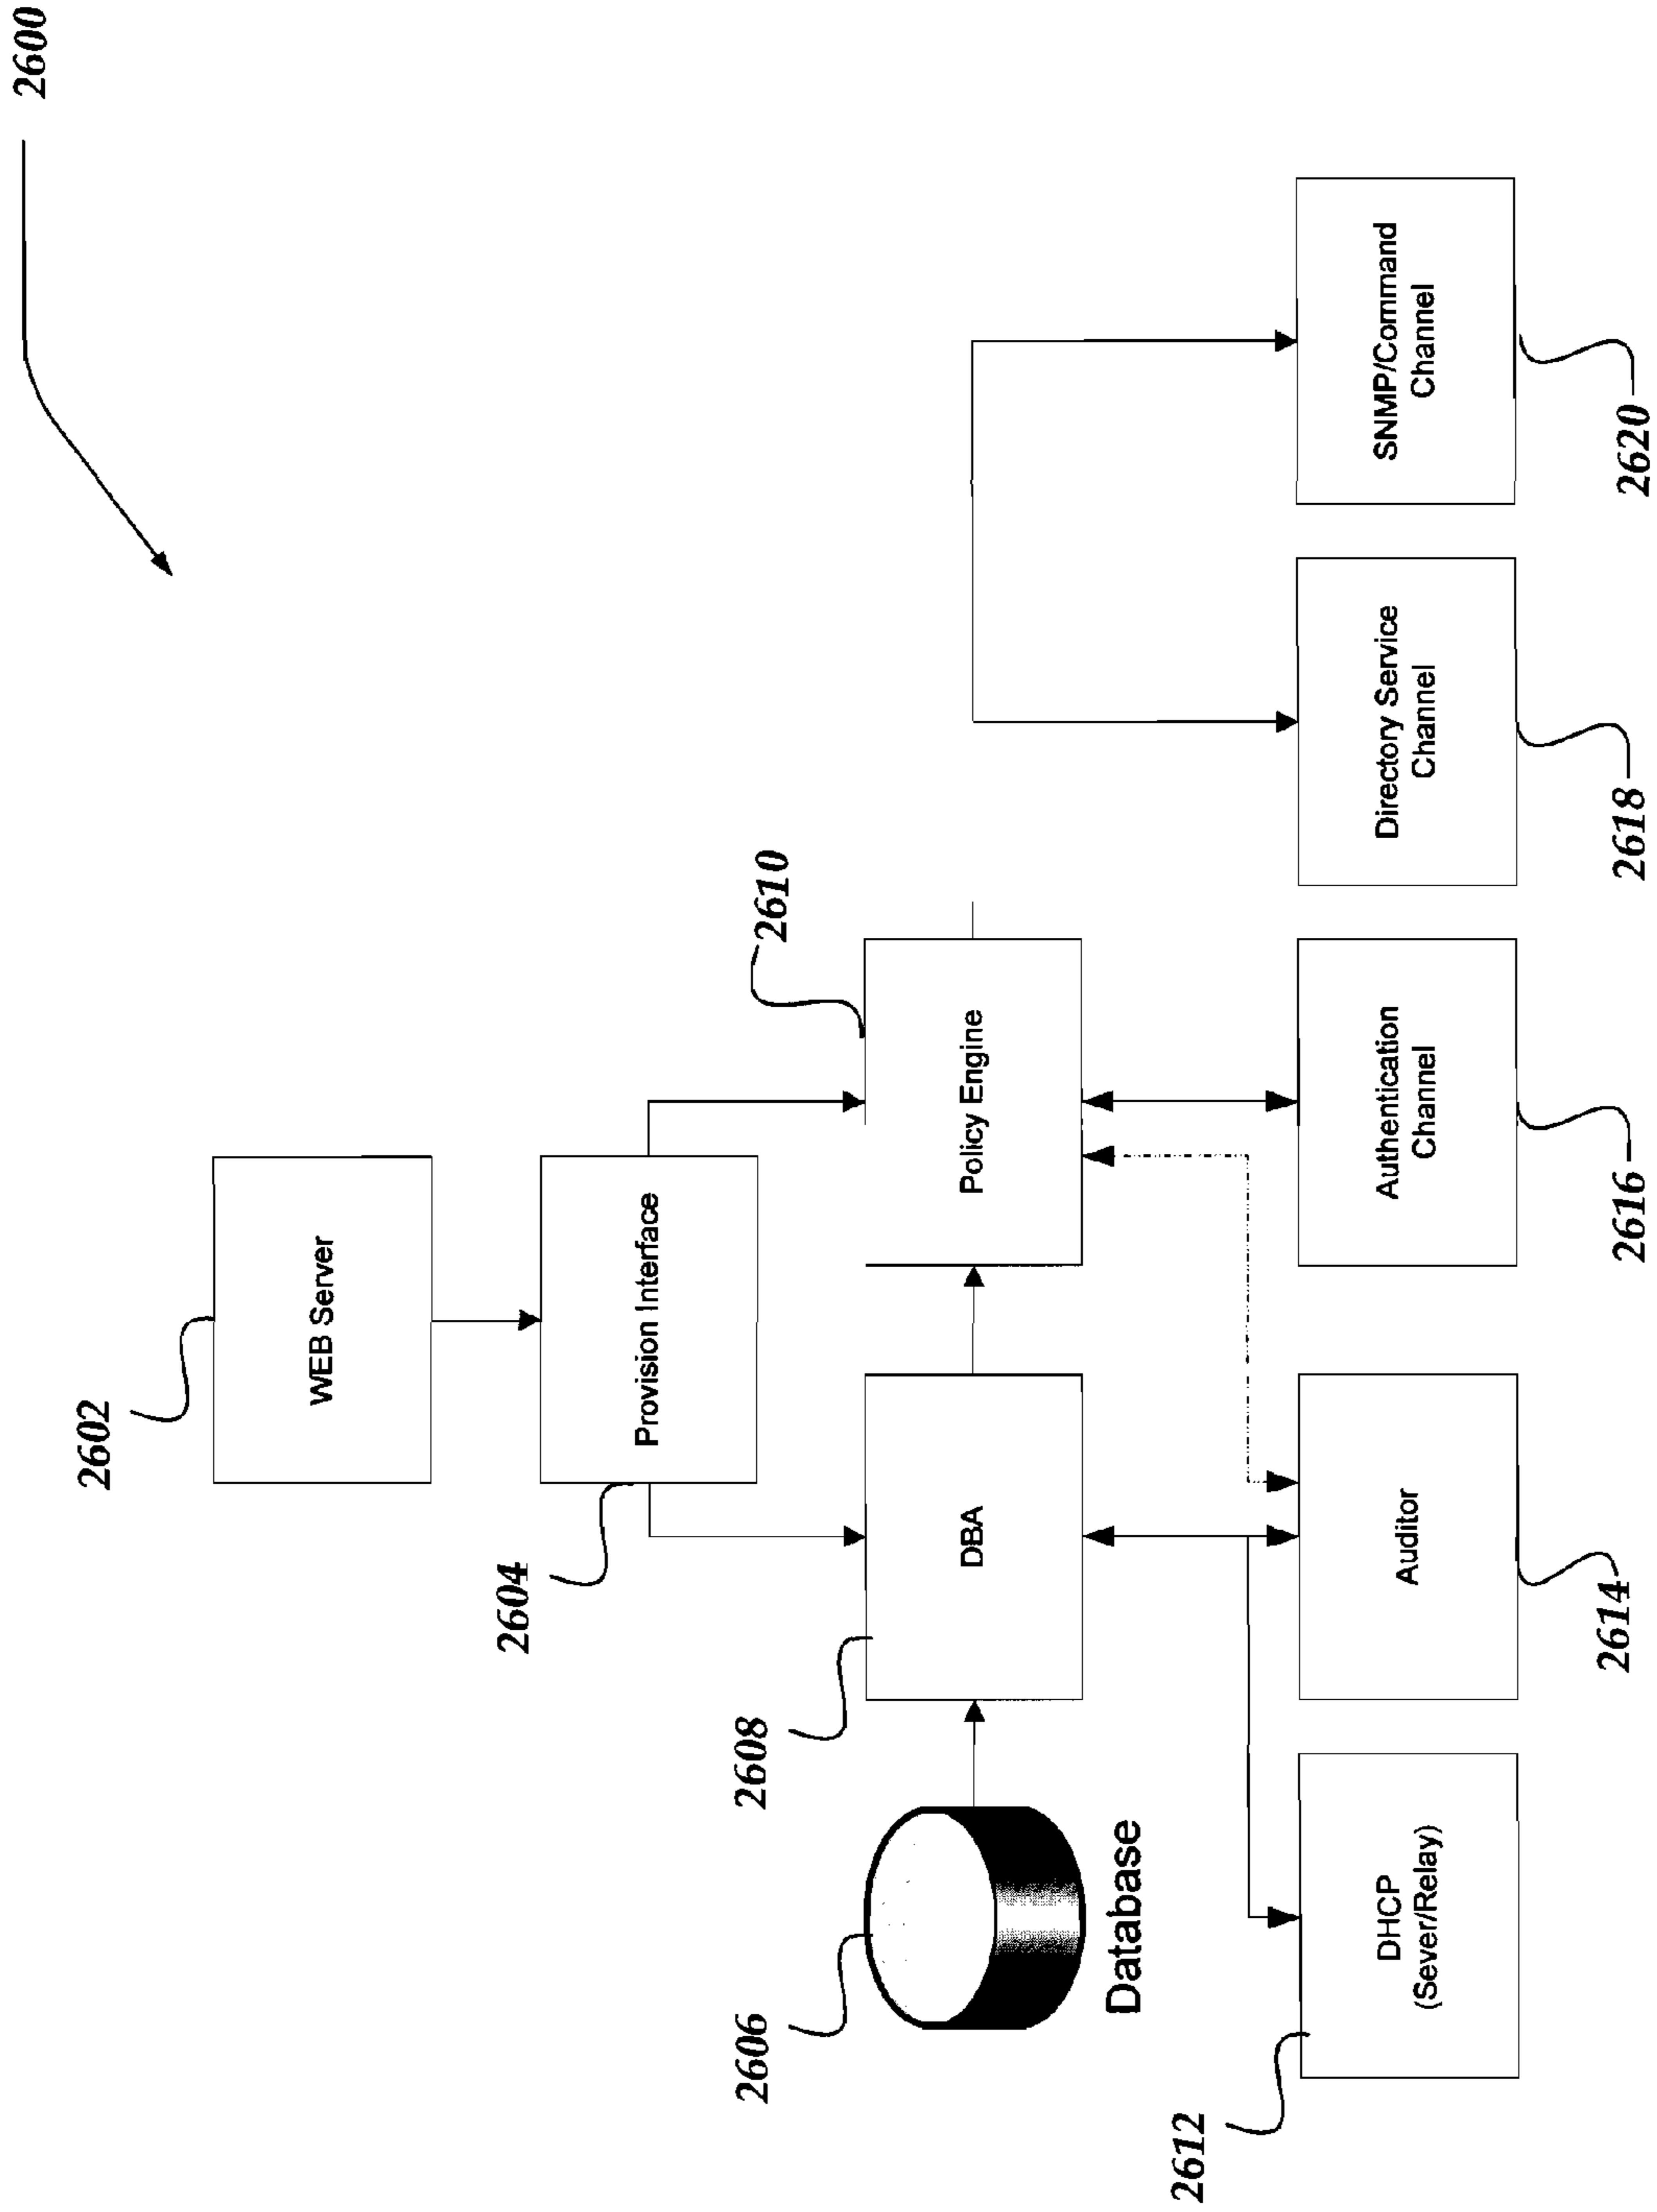 2600
2602
WEB Server
2604
Provision Interface
2606
Database
2608
DBA
2610
Policy Engine
2612
DHCP
(Sever/Relay)
2614
Auditor
2616
Authentication
Channel
2618
Directory Service
Channel
2620
SNMP/Command
Channel